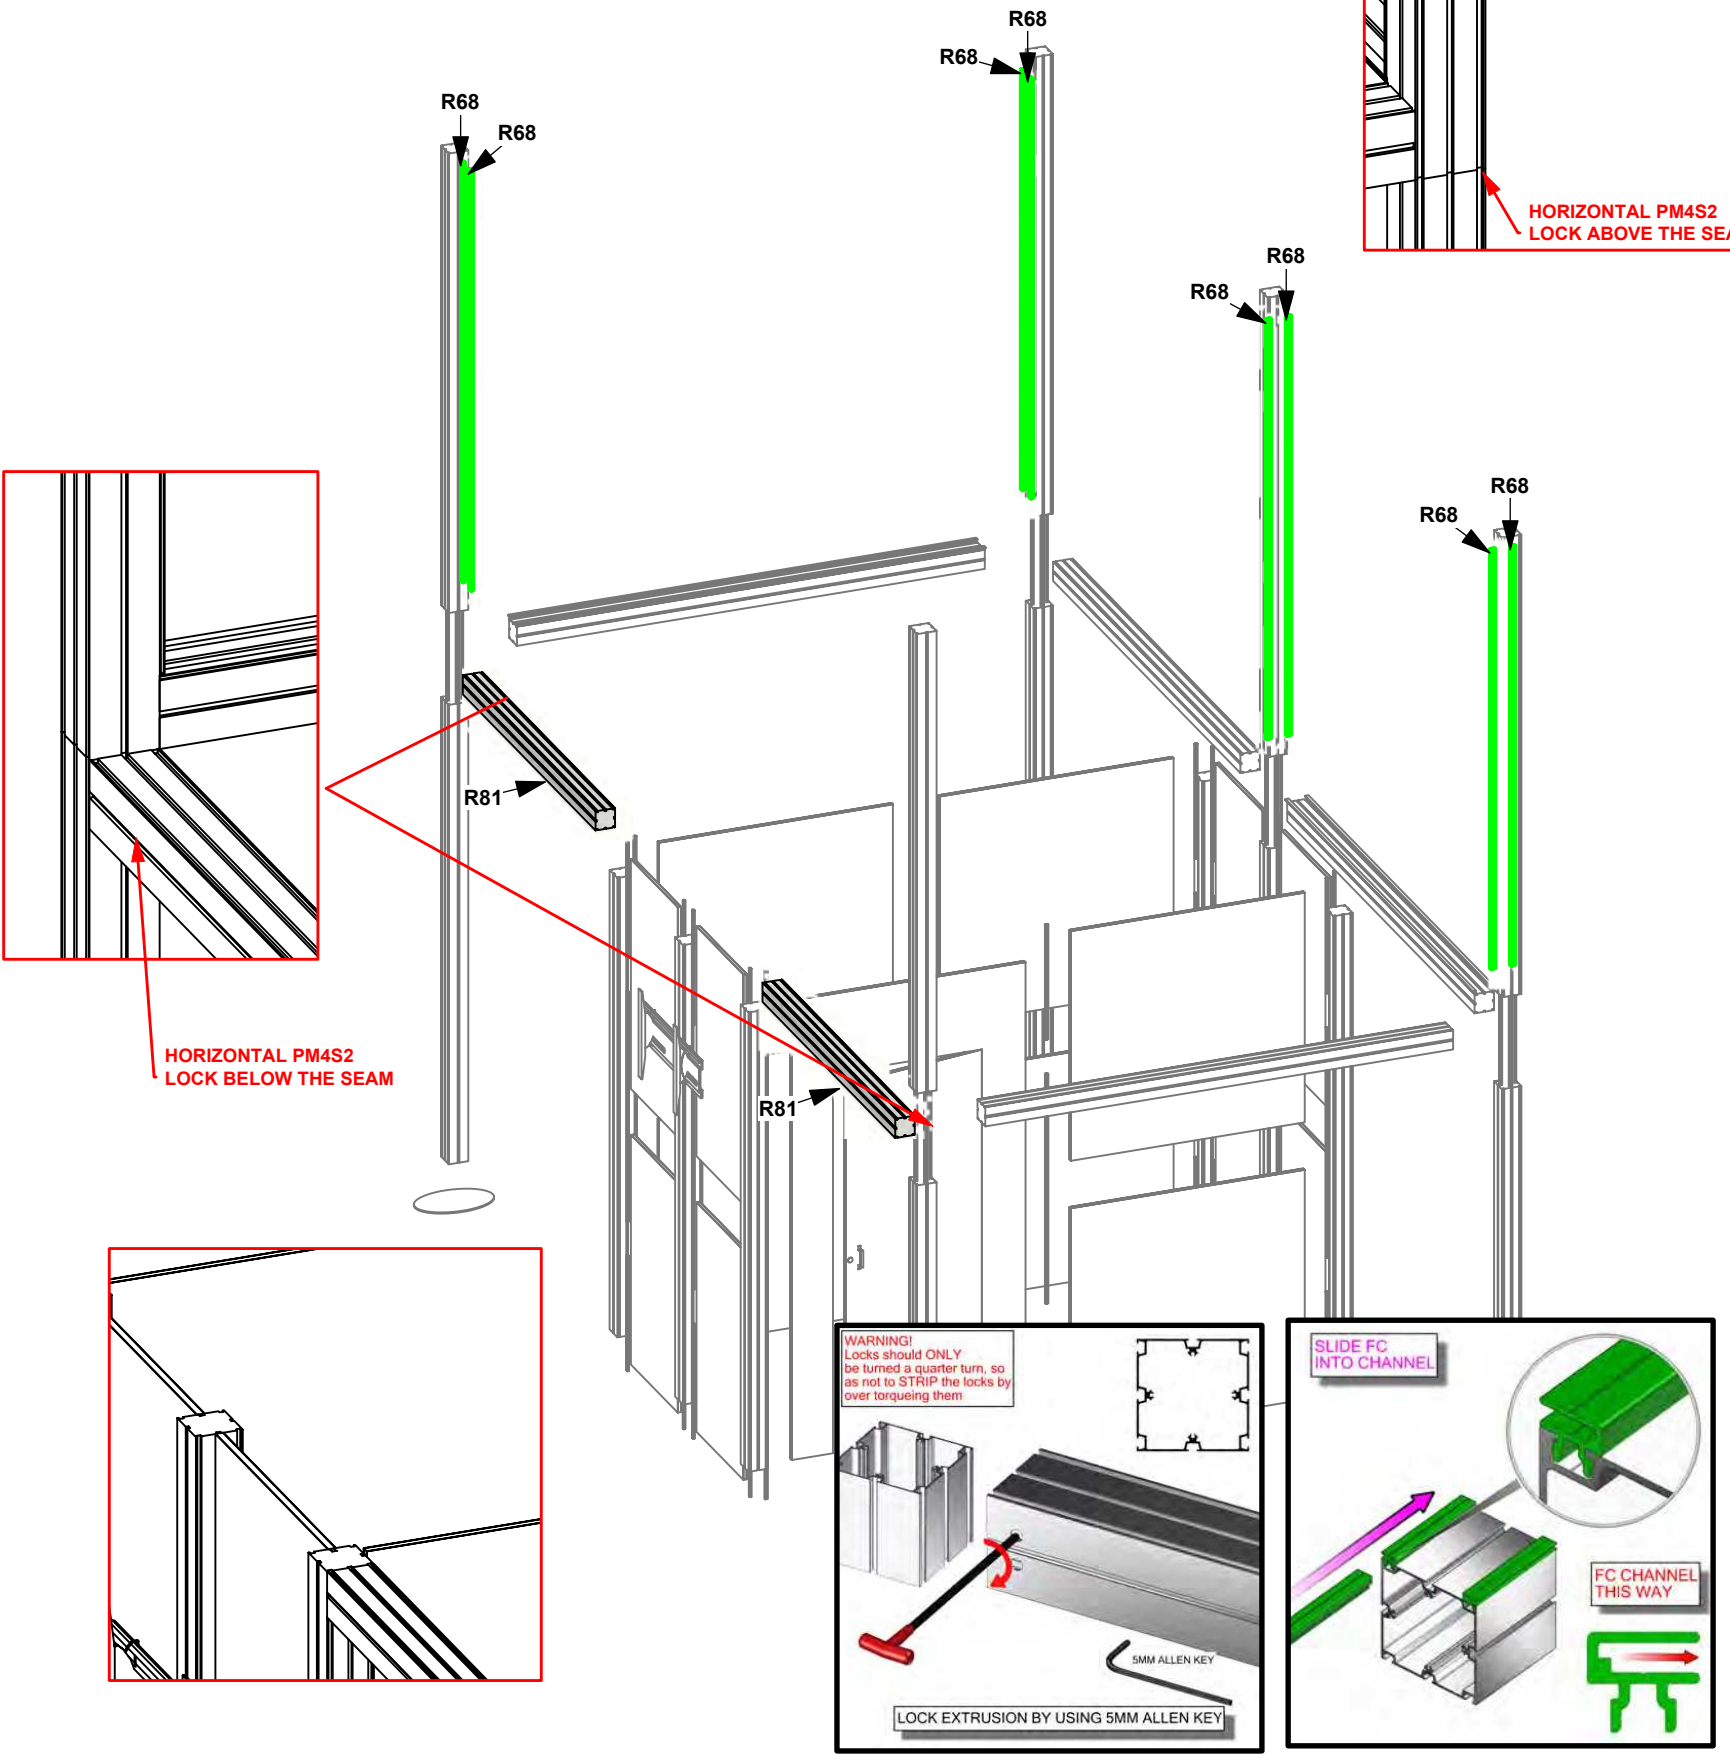 R68
R68
R68
R68
HORIZONTAL PM4S2
LOCK ABOVE THE
R68
R68
R68
R68
R81
HORIZONTAL PM4S2
LOCK BELOW THE SEAM
R81
WARNING!
Locks should ONLY
be turned a quarter turn, so
as not to STRIP the locks by
over torqueing them
5MM ALLEN KEY
LOCK EXTRUSION BY USING 5MM ALLEN KEY
SLIDE FC
INTO CHANNEL
FC CHANNEL
THIS WAY